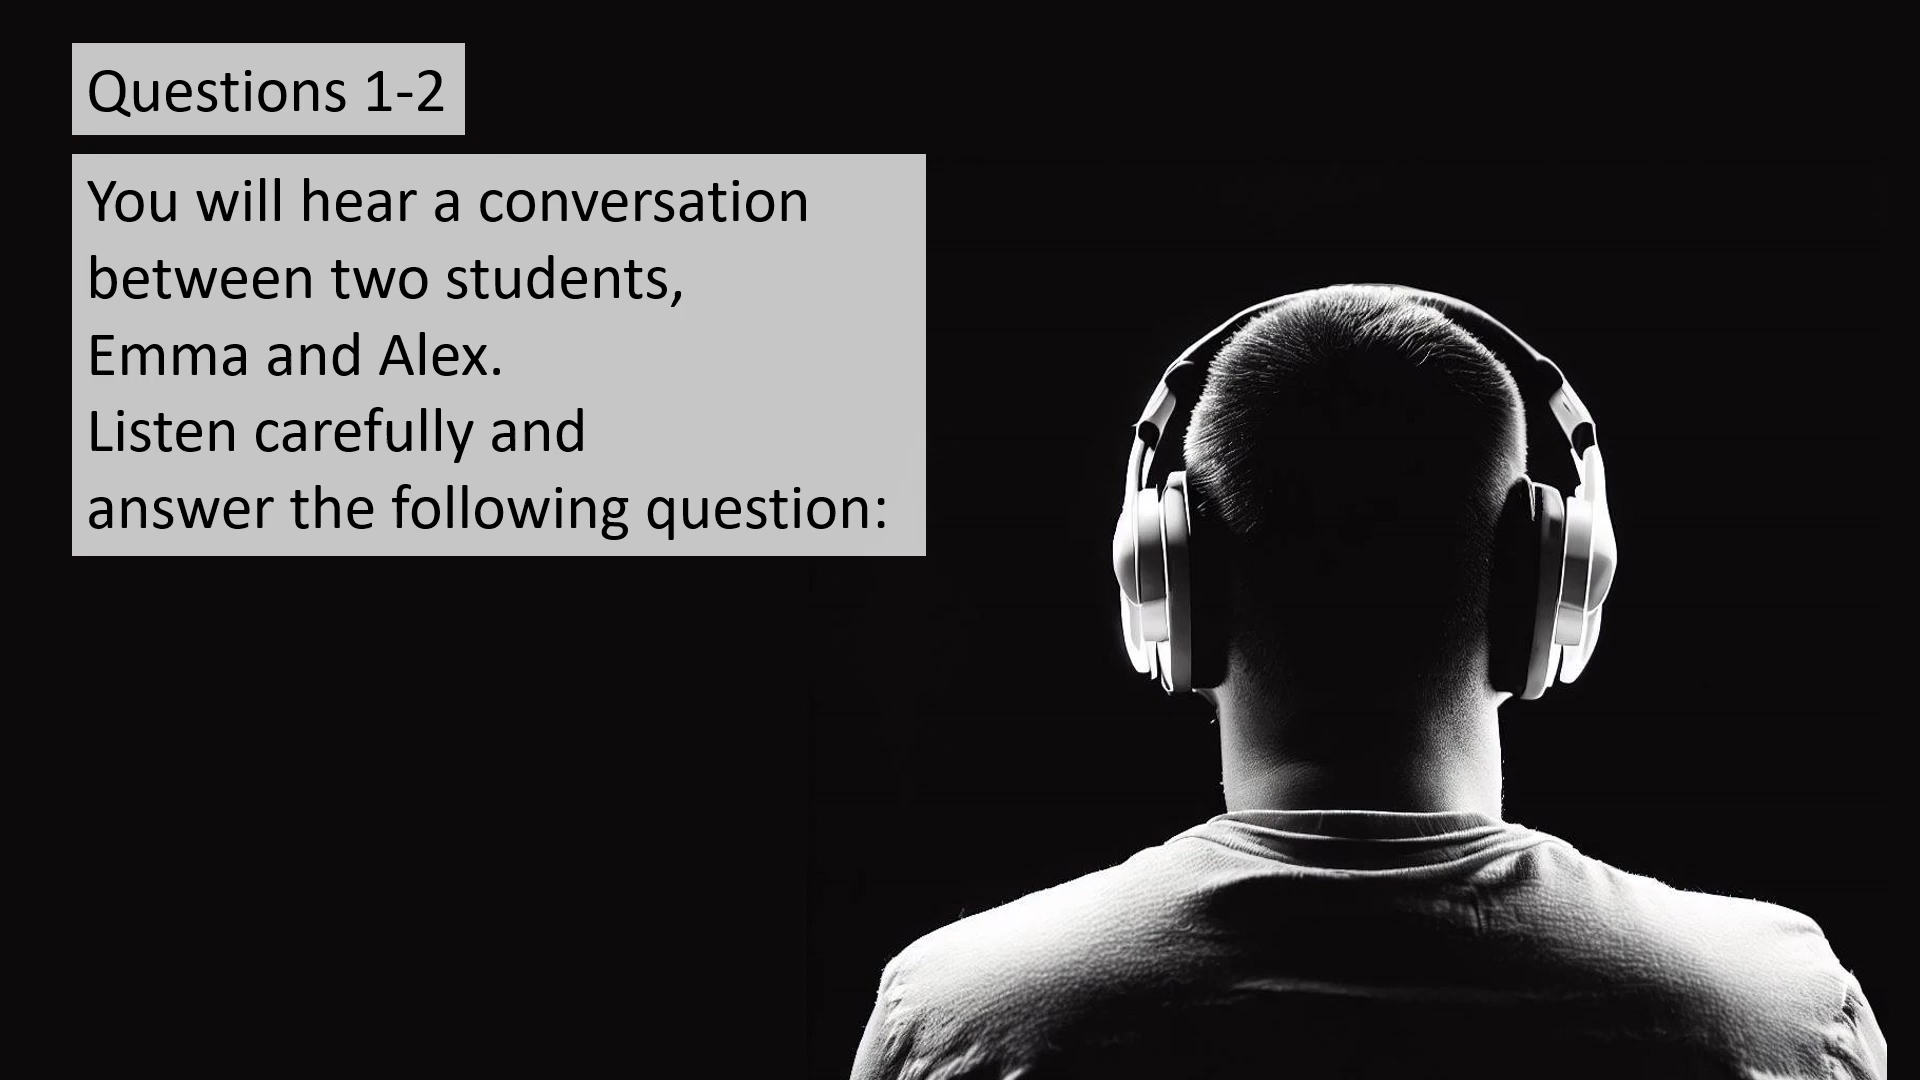 Questions 1-2
You will hear a conversation
between two students,
Emma and Alex.
Listen carefully and
answer the following question: